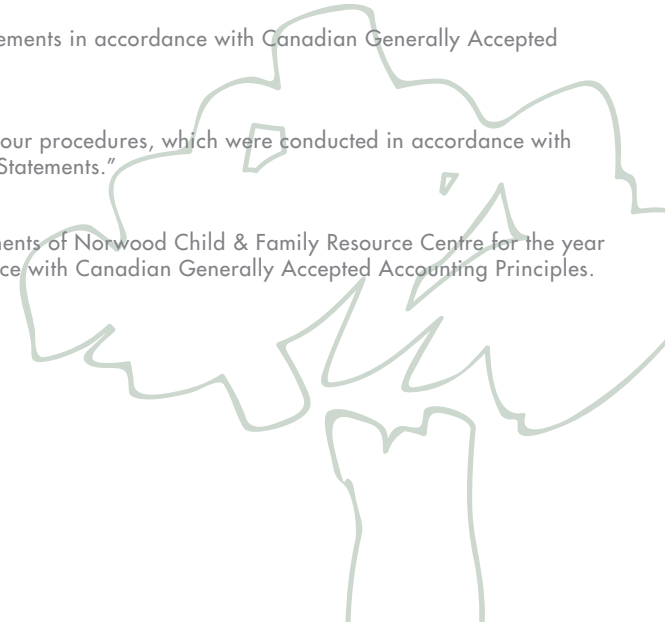 ements in accordance with Canadian Generally Accepted
our procedures, which were conducted in accordance with
Statements.”
nents of Norwood Child & Family Resource Centre for the year
ce with Canadian Generally Accepted Accounting Principles.